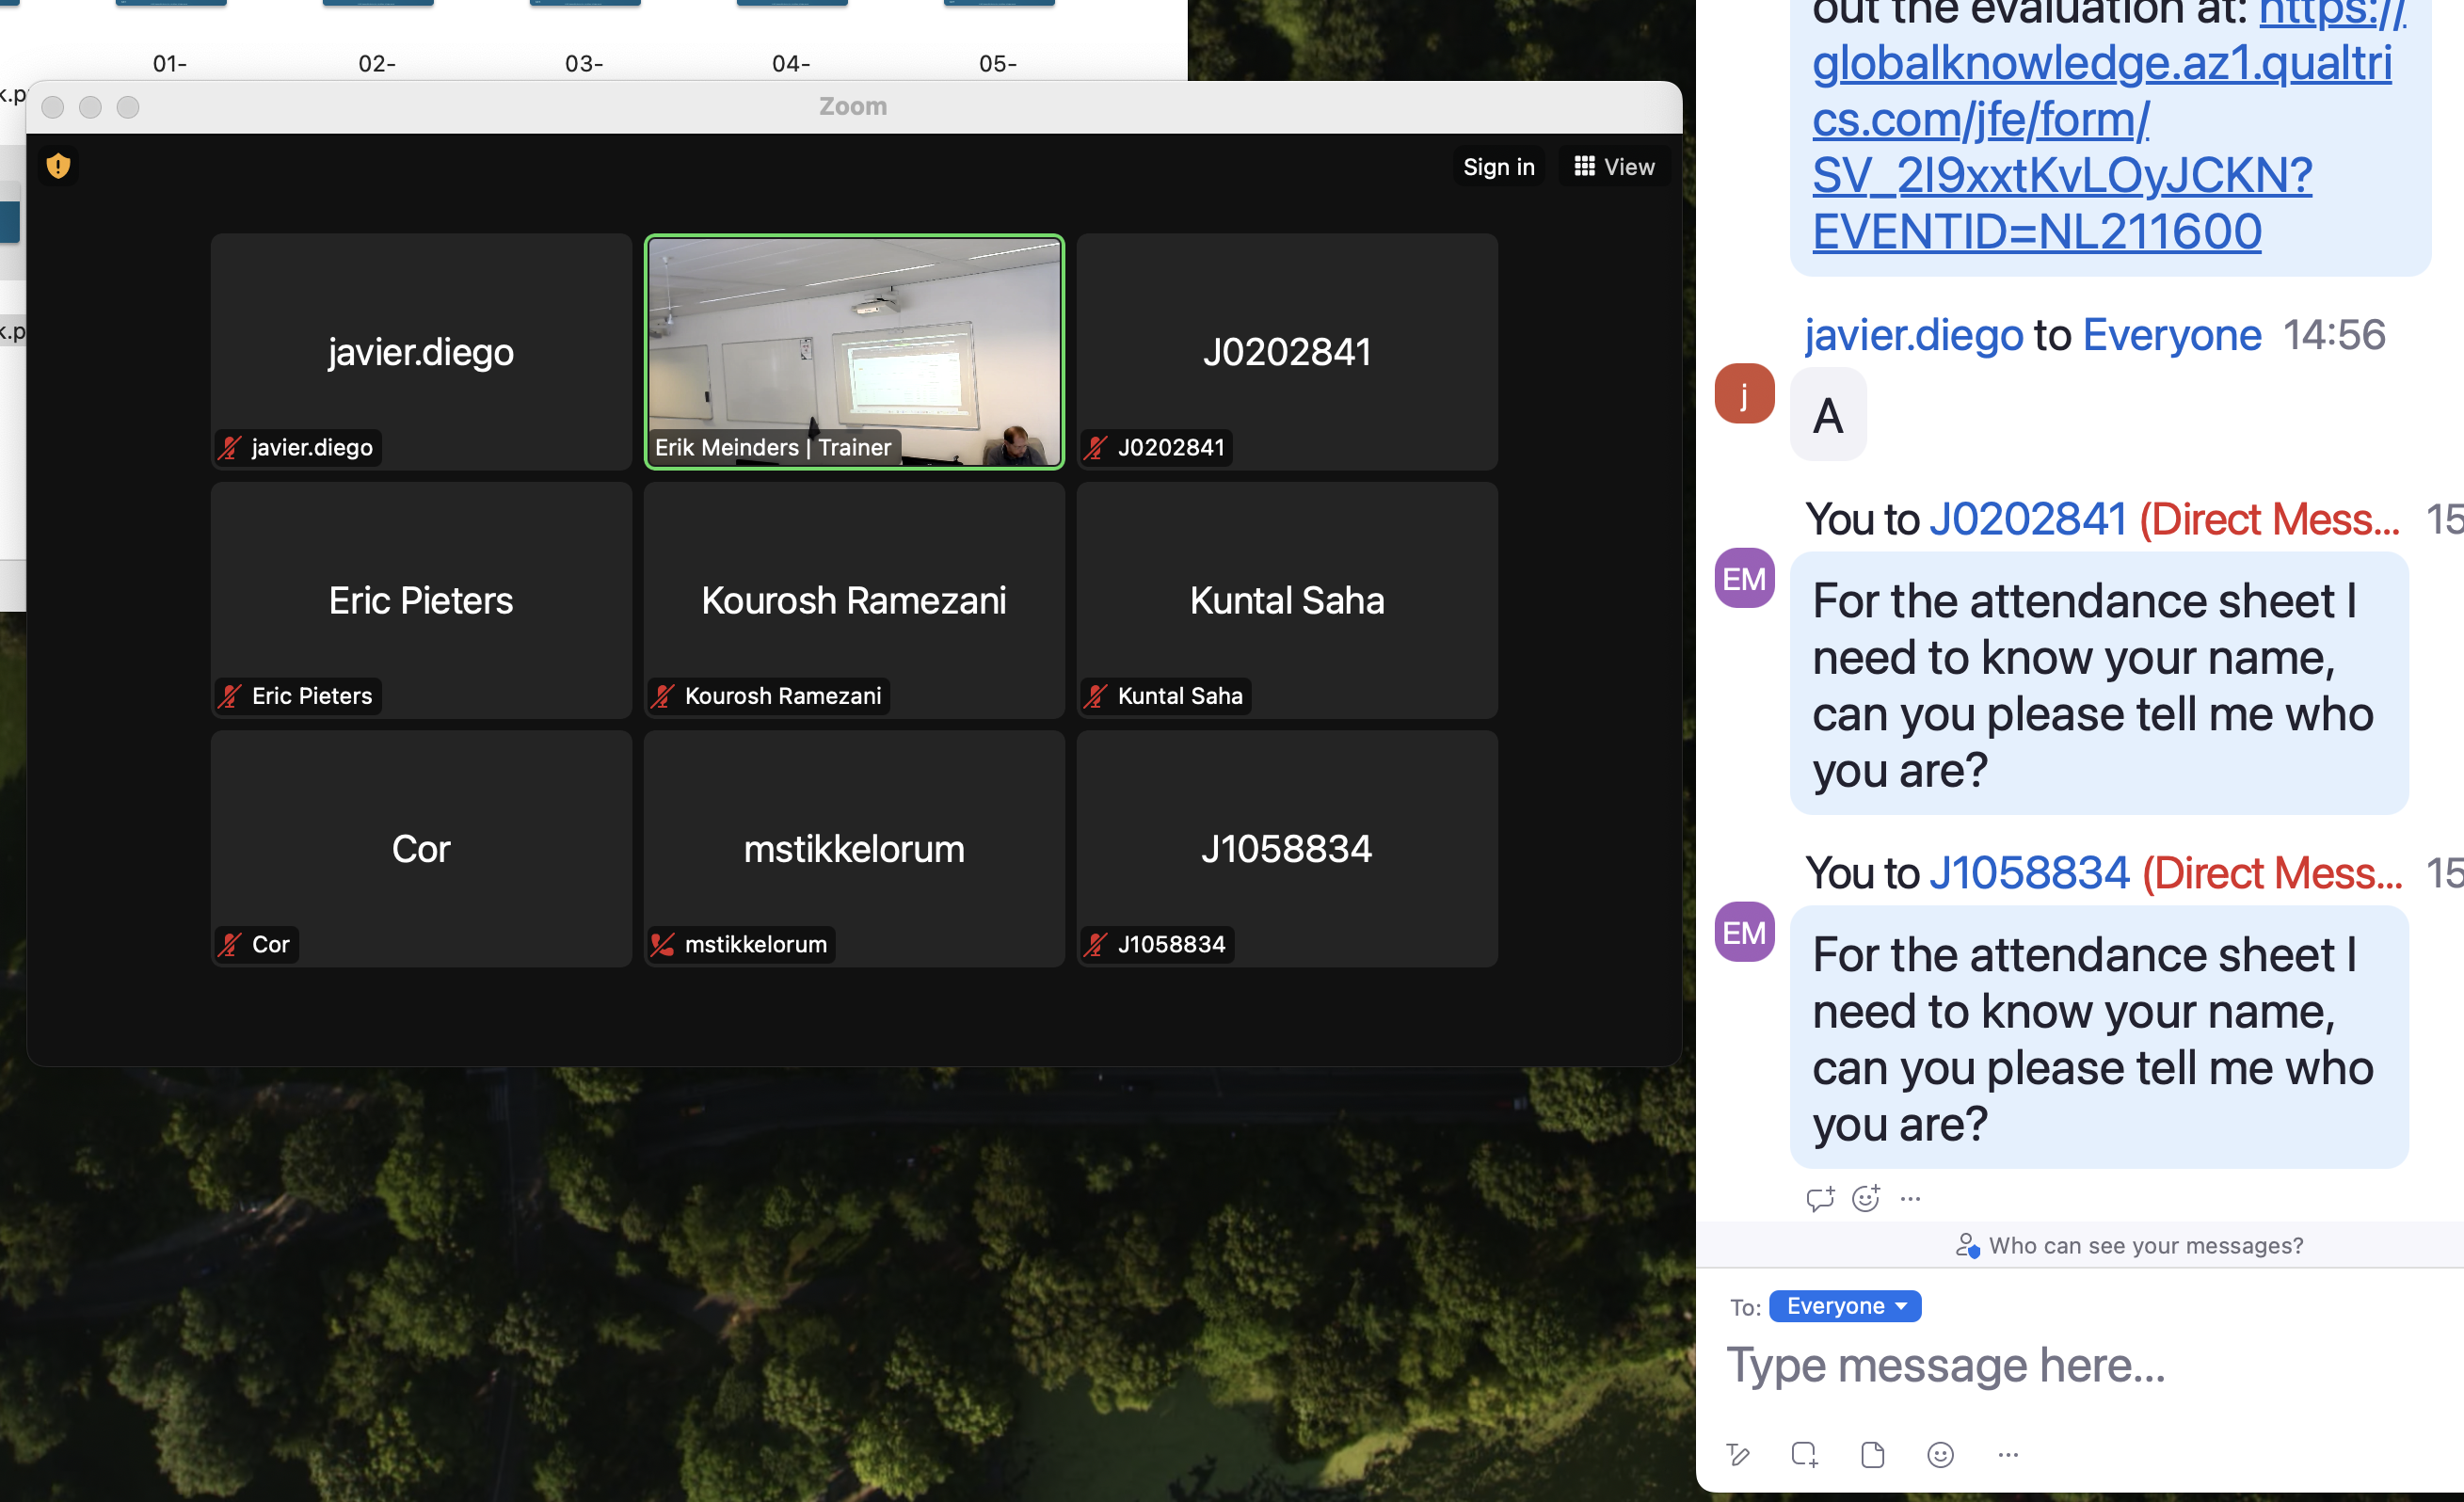 01-
02-
03-
04-
05-
k.p
k.p
Zoom
Sign in
View
javier.diego
javier.diego
Erik Meinders | Trainer
J0202841
J0202841
Eric Pieters
Eric Pieters
Kourosh Ramezani
Kourosh Ramezani
Kuntal Saha
Kuntal Saha
Cor
Cor
mstikkelorum
mstikkelorum
J1058834
J1058834
out the evaluation at: https://
globalknowledge.az1.qualtri
cs.com/jfe/form/
SV_2I9xxtKvLOyJCKN?
EVENTID=NL211600
javier.diego to Everyone 14:56
j
A
You to J0202841 (Direct Mess... 15
EM
For the attendance sheet I
need to know your name,
can you please tell me who
you are?
You to J1058834 (Direct Mess... 15
EM
For the attendance sheet I
need to know your name,
can you please tell me who
you are?
Who can see your messages?
To: Everyone
Type message here...